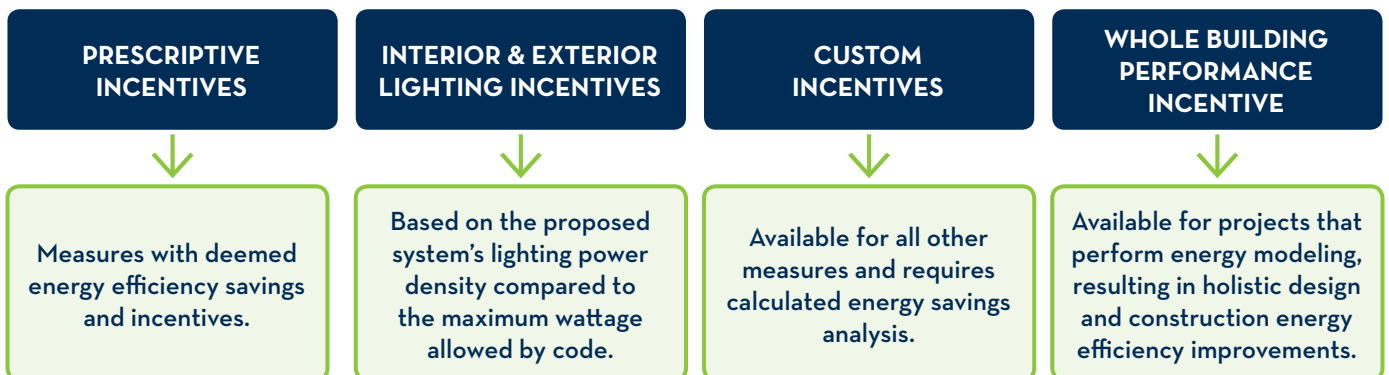 PRESCRIPTIVE
INCENTIVES
Measures with deemed
energy efficiency savings
and incentives.
INTERIOR & EXTERIOR
LIGHTING INCENTIVES
Based on the proposed
system’s lighting power
density compared to
the maximum wattage
allowed by code.
CUSTOM
INCENTIVES
Available for all other
measures and requires
calculated energy savings
analysis.
WHOLE BUILDING
PERFORMANCE
INCENTIVE
Available for projects that
perform energy modeling,
resulting in holistic design
and construction energy
efficiency improvements.